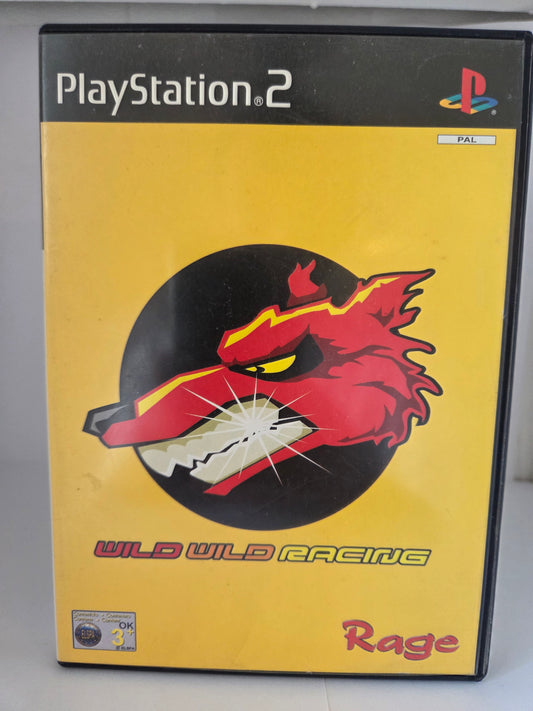 PlayStation®2
PAL
WILD WILD RACING
OK
3+
Rage